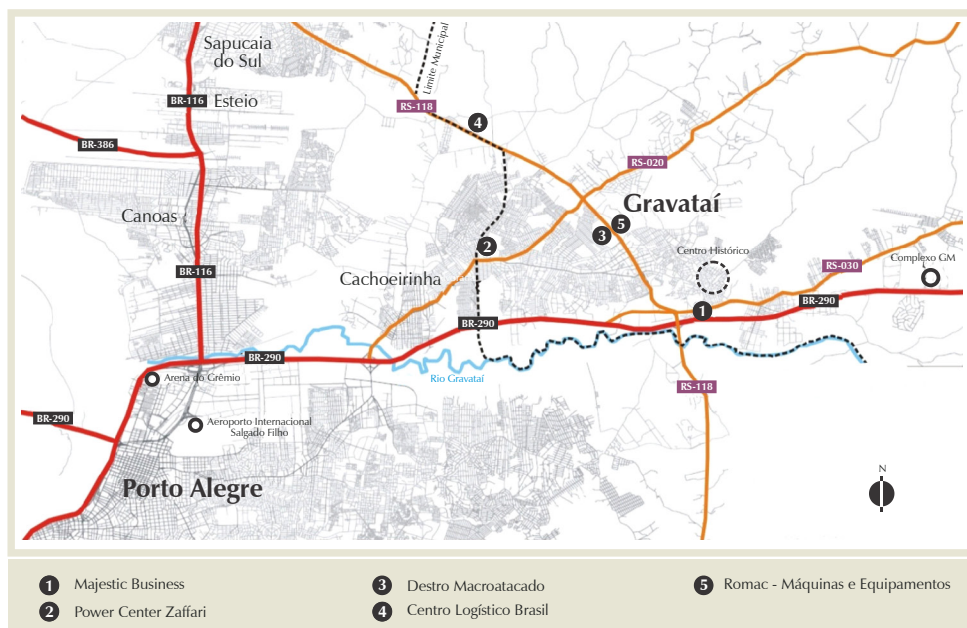 Sapucaia
do Sul
Limite Municipal
Esteio
BR-116
RS-118
4
BR-386
RS-020
Gravataí
Canoas
5
3
2
Centro Histórico
Complexo GM
RS-030
BR-116
Cachoeirinha
BR-290
1
BR-290
BR-290
Rio Gravataí
Arena do Grêmio
RS-118
BR-290
Aeroporto Internacional
Salgado Filho
N
Porto Alegre
1 Majestic Business
2 Power Center Zaffari
3 Destro Macroatacado
4 Centro Logístico Brasil
5 Romac - Máquinas e Equipamentos